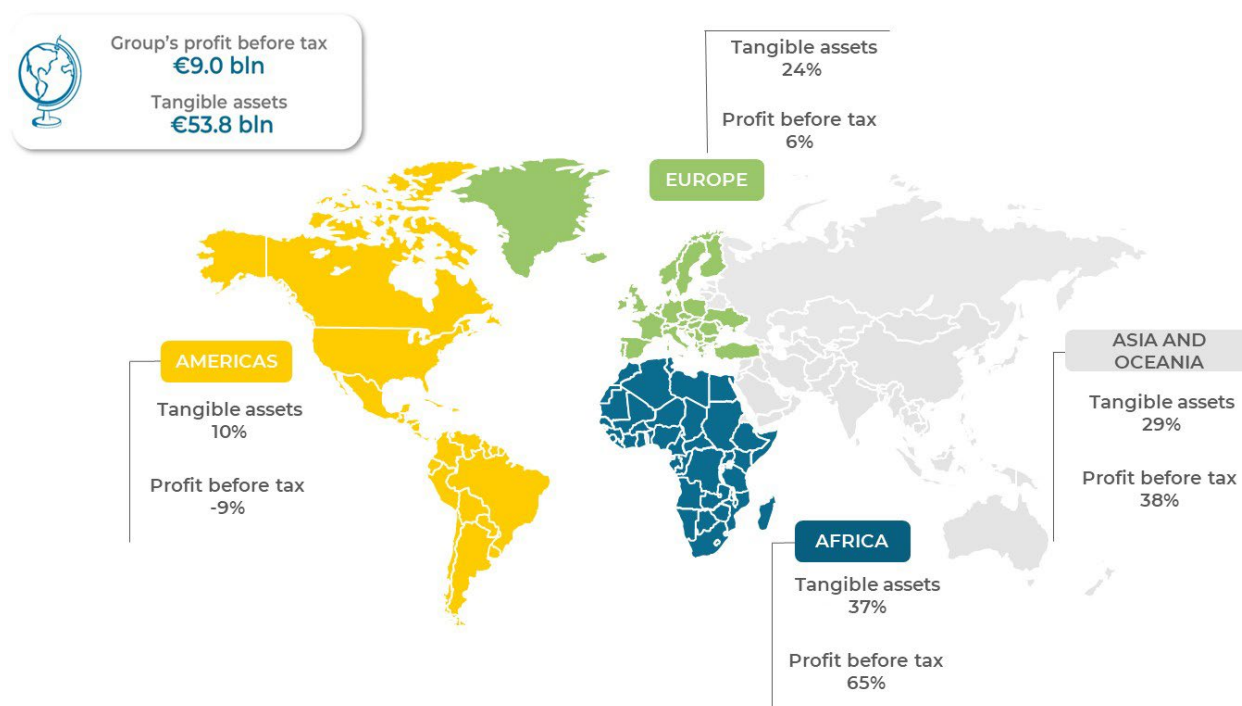 Group's profit before tax
€9.0 bln
Tangible assets
€53.8 bln
Tangible assets
24%
Profit before tax
6%
EUROPE
AMERICAS
Tangible assets
10%
Profit before tax
-9%
ASIA AND
OCEANIA
Tangible assets
29%
Profit before tax
38%
AFRICA
Tangible assets
37%
Profit before tax
65%